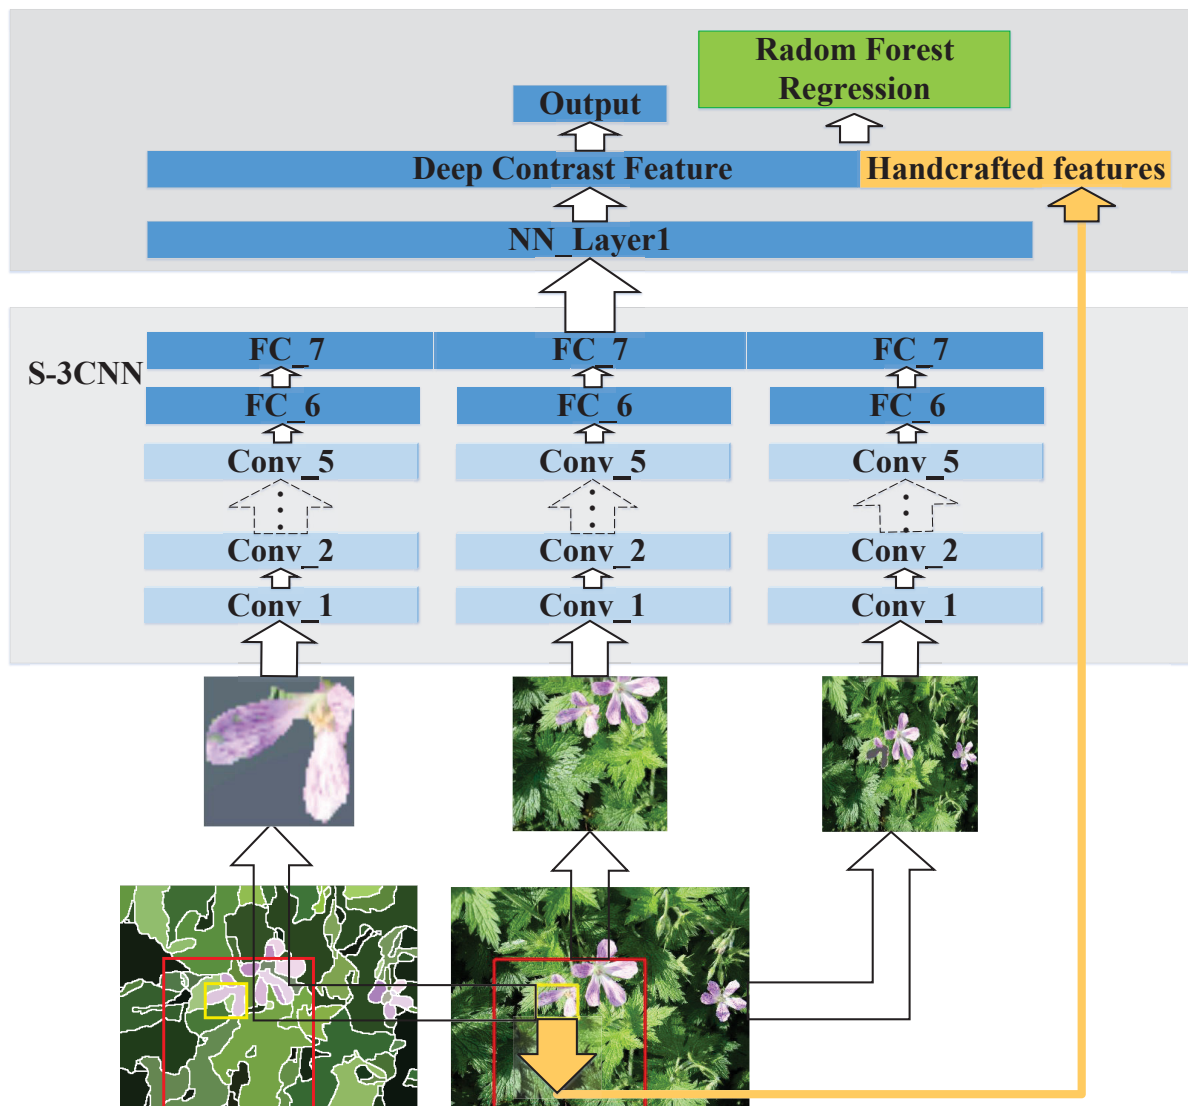 Radom Forest
Regression
Output
Deep Contrast Feature
Handcrafted features
NN_Layer1
S-3CNN
FC_7
FC_7
FC_7
FC_6
FC_6
FC_6
Conv_5
Conv_5
Conv_5
Conv_2
Conv_2
Conv_2
Conv_1
Conv_1
Conv_1